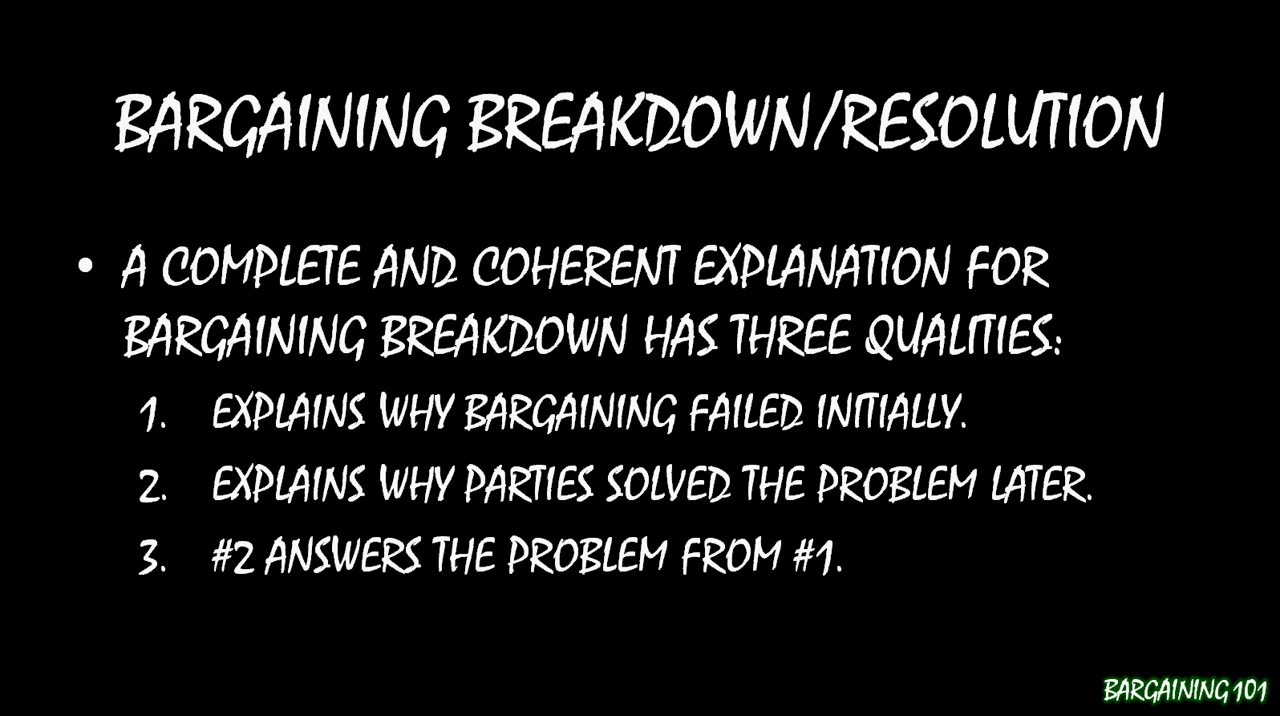 BARGAINING BREAKDOWN/RESOLUTION
• A COMPLETE AND COHERENT EXPLANATION FOR
BARGAINING BREAKDOWN HAS THREE QUALITIES:
1. EXPLAINS WHY BARGAINING FAILED INITIALLY.
2. EXPLAINS WHY PARTIES SOLVED THE PROBLEM LATER.
3. #2 ANSWERS THE PROBLEM FROM #1.
BARGAINING 101